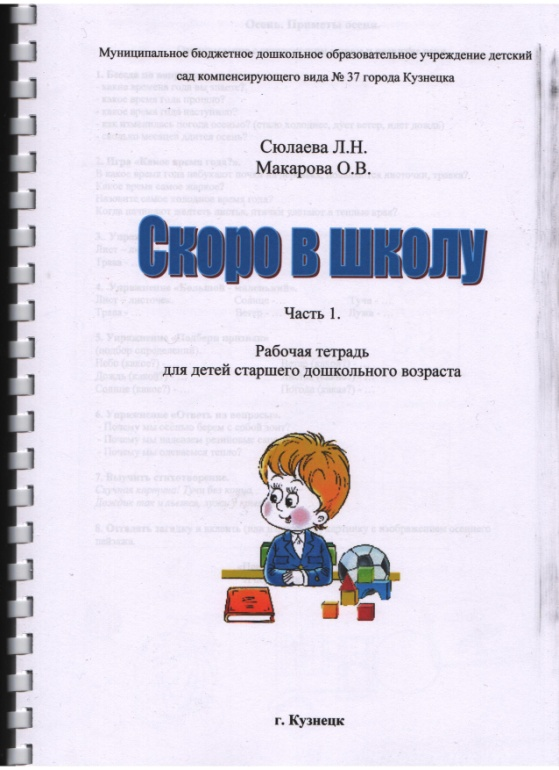 Муниципальное бюджетное дошкольное образовательное учреждение детский
сад компенсирующего вида № 37 города Кузнецка
Сюлаева Л.Н.
Макарова О.В.
Скоро в школу
Часть 1.
Рабочая тетрадь
для детей старшего дошкольного возраста
г. Кузнецк